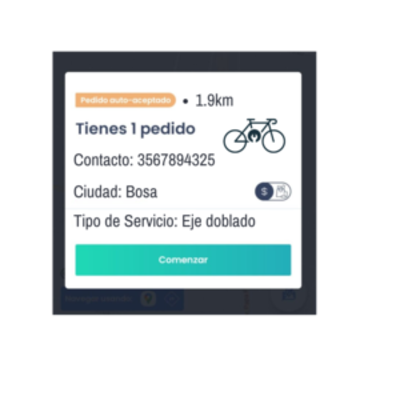 Pedido auto-aceptado • 1.9km
Tienes 1 pedido
Contacto: 3567894325
Ciudad: Bosa
$
Tipo de Servicio: Eje doblado
Comenzar